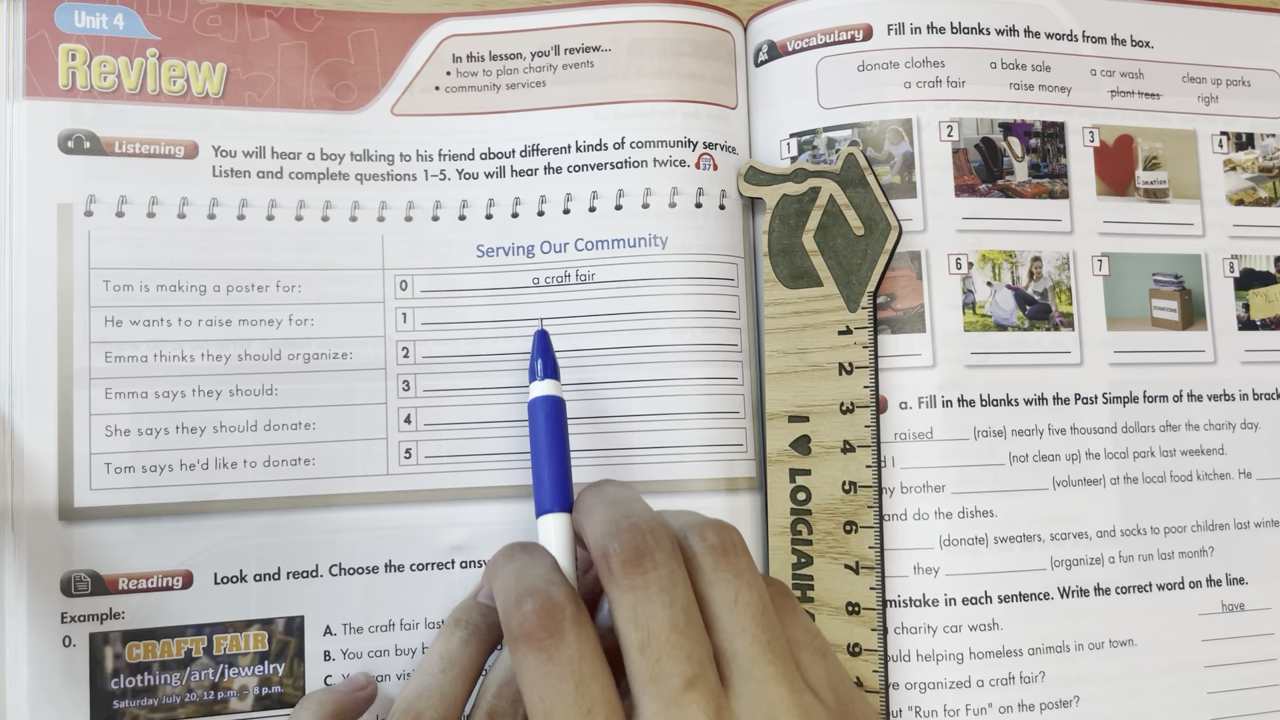 Unit 4
Review
In this lesson, you'll review...
• how to plan charity events
• community services
Listening
You will hear a boy talking to his friend about different kinds of community service.
Listen and complete questions 1–5. You will hear the conversation twice.
CD2
37
Serving Our Community
Tom is making a poster for: 0 a craft fair
He wants to raise money for: 1
Emma thinks they should organize: 2
Emma says they should: 3
She says they should donate: 4
Tom says he'd like to donate: 5
Reading
Look and read. Choose the correct
Example:
0.
CRAFT FAIR
clothing/art/jewelry
Saturday July 20, 12 p.m. – 8 p.m.
A. The craft fair
B. You can buy
C.
Vocabulary
Fill in the blanks with the words from the box.
donate clothes a bake sale a car wash clean up parks
a craft fair raise money plant trees right
1 2 3 4
Donation
6 7 8
DONATIONS
I ♥ LOIGIAIH
1 2 3 4 5 6 7 8 9
a. Fill in the blanks with the Past Simple form of the verbs in
raised (raise) nearly five thousand dollars after the charity day.
I (not clean up) the local park last weekend.
brother (volunteer) at the local food kitchen. He
and do the dishes.
(donate) sweaters, scarves, and socks to poor children last
they (organize) a fun run last month?
mistake in each sentence. Write the correct word on the line.
charity car wash. have
helping homeless animals in our town.
organized a craft fair?
"Run for Fun" on the poster?